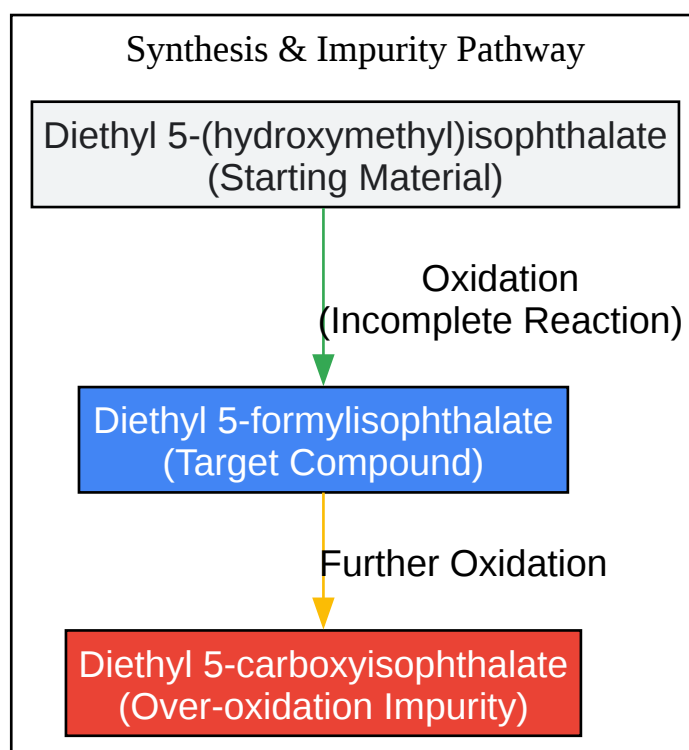 Synthesis & Impurity Pathway
Diethyl 5-(hydroxymethyl)isophthalate
(Starting Material)
Oxidation
(Incomplete Reaction)
Diethyl 5-formylisophthalate
(Target Compound)
Further Oxidation
Diethyl 5-carboxyisophthalate
(Over-oxidation Impurity)